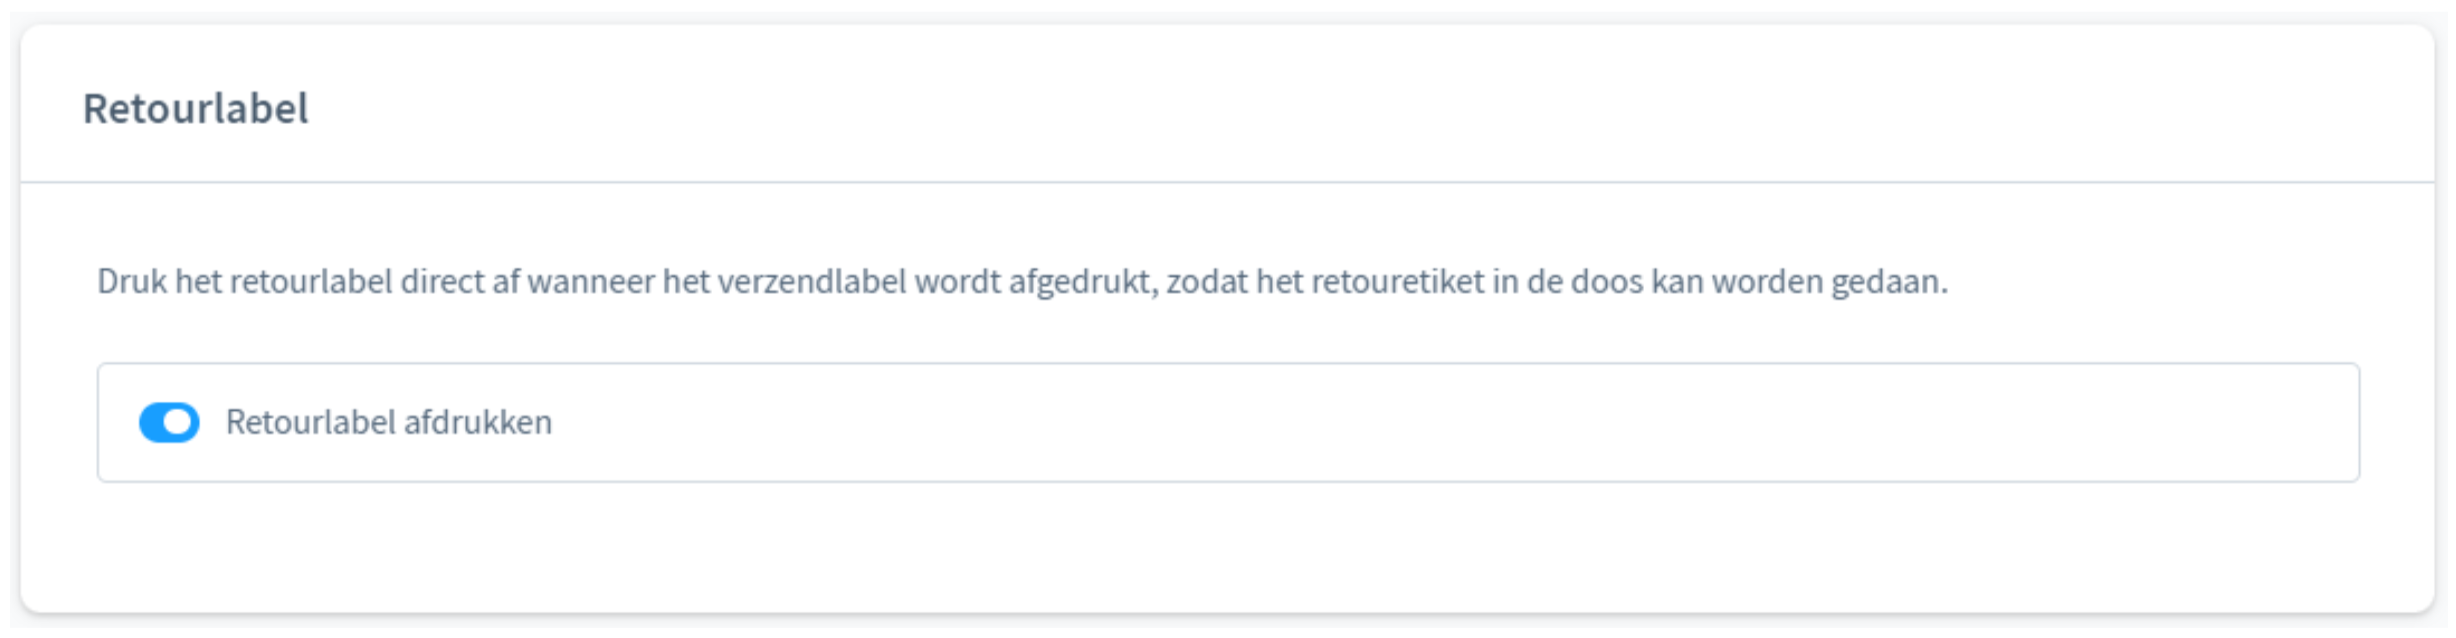 Retourlabel
Druk het retourlabel direct af wanneer het verzendlabel wordt afgedrukt, zodat het retouretiket in de doos kan worden gedaan.
Retourlabel afdrukken